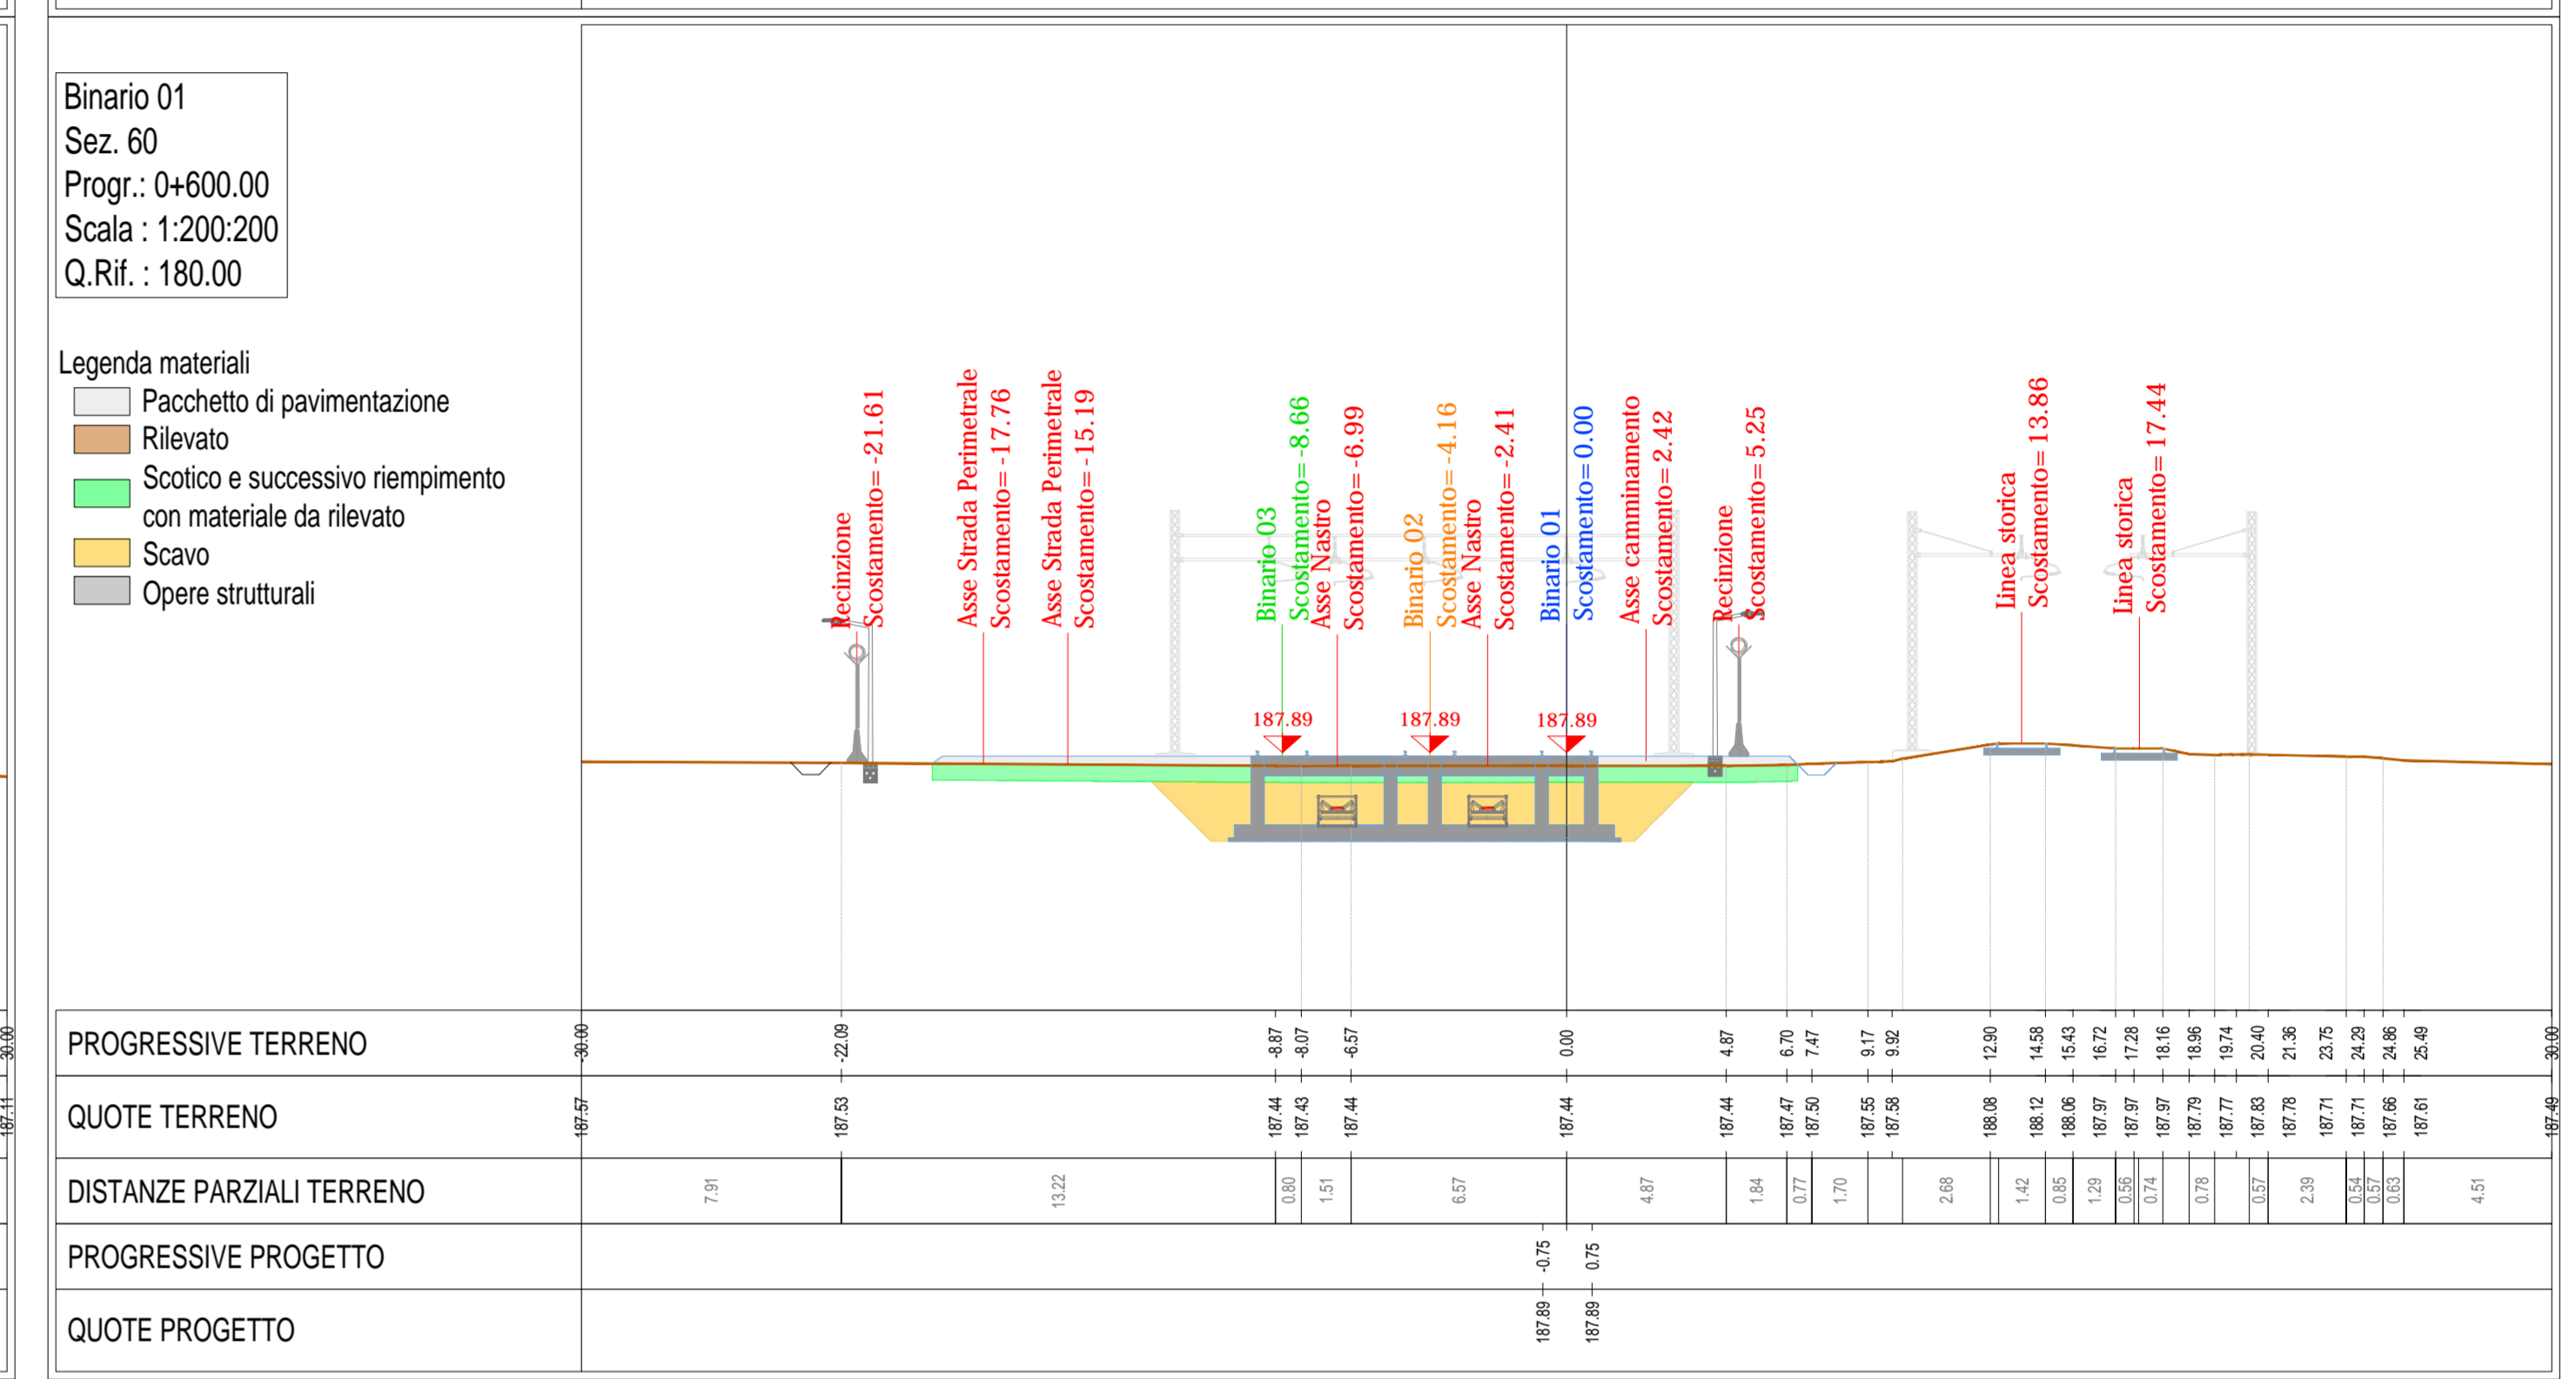 Binario 01
Sez. 60
Progr.: 0+600.00
Scala : 1:200:200
Q.Rif. : 180.00
Legenda materiali
Pacchetto di pavimentazione
Rilevato
Scotico e successivo riempimento
con materiale da rilevato
Scavo
Opere strutturali
Recinzione
Scostamento= -21.61
Asse Strada Perimetrale
Scostamento= -17.76
Asse Strada Perimetrale
Scostamento= -15.19
Binario 03
Scostamento= -8.66
Asse Nastro
Scostamento= -6.99
Binario 02
Scostamento= -4.16
Asse Nastro
Scostamento= -2.41
Binario 01
Scostamento= 0.00
Asse camminamento
Scostamento= 2.42
Recinzione
Scostamento= 5.25
Linea storica
Scostamento= 13.86
Linea storica
Scostamento= 17.44
187.89 187.89 187.89
30.00
187.11
PROGRESSIVE TERRENO -30.00 -22.09 -8.87 -8.07 -6.57 0.00 4.87 6.70 7.47 9.17 9.92 12.90 14.58 15.43 16.72 17.28 18.16 18.96 19.74 20.40 21.36 23.75 24.29 24.86 25.49 30.00
QUOTE TERRENO 187.57 187.53 187.44 187.43 187.44 187.44 187.44 187.47 187.50 187.55 187.58 188.08 188.12 188.06 187.97 187.97 187.97 187.79 187.77 187.83 187.78 187.71 187.71 187.66 187.61 187.49
DISTANZE PARZIALI TERRENO 7.91 13.22 0.80 1.51 6.57 4.87 1.84 0.77 1.70 2.68 1.42 0.85 1.29 0.56 0.74 0.78 0.57 2.39 0.54 0.57 0.63 4.51
PROGRESSIVE PROGETTO -0.75 0.75
QUOTE PROGETTO 187.89 187.89